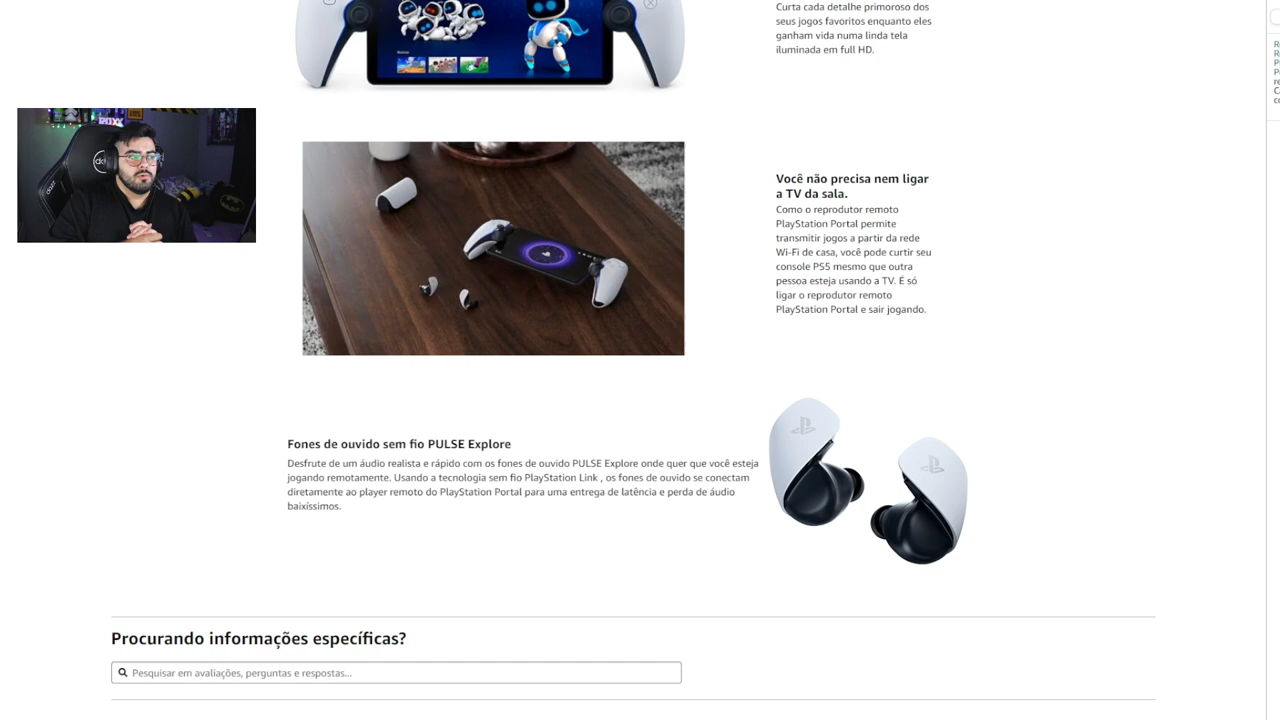 Curta cada detalhe primoroso dos
seus jogos favoritos enquanto eles
ganham vida numa linda tela
iluminada em full HD.
Você não precisa nem ligar
a TV da sala.
Como o reprodutor remoto
PlayStation Portal permite
transmitir jogos a partir da rede
Wi-Fi de casa, você pode curtir seu
console PS5 mesmo que outra
pessoa esteja usando a TV. É só
ligar o reprodutor remoto
PlayStation Portal e sair jogando.
Fones de ouvido sem fio PULSE Explore
Desfrute de um áudio realista e rápido com os fones de ouvido PULSE Explore onde quer que você esteja
jogando remotamente. Usando a tecnologia sem fio PlayStation Link , os fones de ouvido se conectam
diretamente ao player remoto do PlayStation Portal para uma entrega de latência e perda de áudio
baixíssimos.
Procurando informações específicas?
Pesquisar em avaliações, perguntas e respostas...